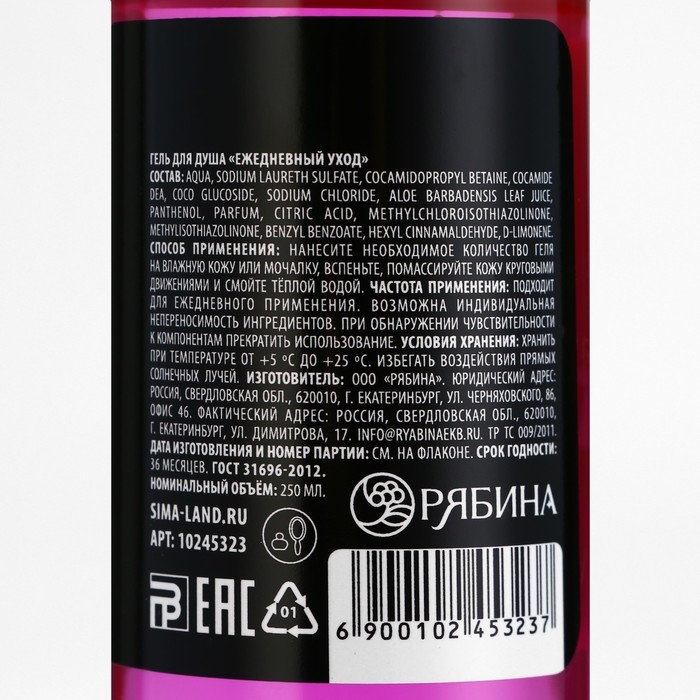 ГЕЛЬ ДЛЯ ДУША «ЕЖЕДНЕВНЫЙ УХОД»
СОСТАВ: AQUA, SODIUM LAURETH SULFATE, COCAMIDOPROPYL BETAINE, COCAMIDE
DEA, COCO GLUCOSIDE, SODIUM CHLORIDE, ALOE BARBADENSIS LEAF JUICE,
PANTHENOL, PARFUM, CITRIC ACID, METHYLCHLOROISOTHIAZOLINONE,
METHYLISOTHIAZOLINONE, BENZYL BENZOATE, HEXYL CINNAMALDEHYDE, D-LIMONENE.
СПОСОБ ПРИМЕНЕНИЯ: НАНЕСИТЕ НЕОБХОДИМОЕ КОЛИЧЕСТВО ГЕЛЯ
НА ВЛАЖНУЮ КОЖУ ИЛИ МОЧАЛКУ, ВСПЕНЬТЕ, ПОМАССИРУЙТЕ КОЖУ КРУГОВЫМИ
ДВИЖЕНИЯМИ И СМОЙТЕ ТЁПЛОЙ ВОДОЙ. ЧАСТОТА ПРИМЕНЕНИЯ: ПОДХОДИТ
ДЛЯ ЕЖЕДНЕВНОГО ПРИМЕНЕНИЯ. ВОЗМОЖНА ИНДИВИДУАЛЬНАЯ
НЕПЕРЕНОСИМОСТЬ ИНГРЕДИЕНТОВ. ПРИ ОБНАРУЖЕНИИ ЧУВСТВИТЕЛЬНОСТИ
К КОМПОНЕНТАМ ПРЕКРАТИТЬ ИСПОЛЬЗОВАНИЕ. УСЛОВИЯ ХРАНЕНИЯ: ХРАНИТЬ
ПРИ ТЕМПЕРАТУРЕ ОТ +5 ºС ДО +25 ºС. ИЗБЕГАТЬ ВОЗДЕЙСТВИЯ ПРЯМЫХ
СОЛНЕЧНЫХ ЛУЧЕЙ. ИЗГОТОВИТЕЛЬ: ООО «РЯБИНА». ЮРИДИЧЕСКИЙ АДРЕС:
РОССИЯ, СВЕРДЛОВСКАЯ ОБЛ., 620010, Г. ЕКАТЕРИНБУРГ, УЛ. ЧЕРНЯХОВСКОГО, 86,
ОФИС 46. ФАКТИЧЕСКИЙ АДРЕС: РОССИЯ, СВЕРДЛОВСКАЯ ОБЛ., 620010,
Г. ЕКАТЕРИНБУРГ, УЛ. ДИМИТРОВА, 17. INFO@RYABINAEKB.RU. ТР ТС 009/2011.
ДАТА ИЗГОТОВЛЕНИЯ И НОМЕР ПАРТИИ: СМ. НА ФЛАКОНЕ. СРОК ГОДНОСТИ:
36 МЕСЯЦЕВ. ГОСТ 31696-2012.
НОМИНАЛЬНЫЙ ОБЪЁМ: 250 МЛ.
SIMA-LAND.RU
АРТ: 10245323
РЯБИНА
ЕАС
01
6 900102 453237